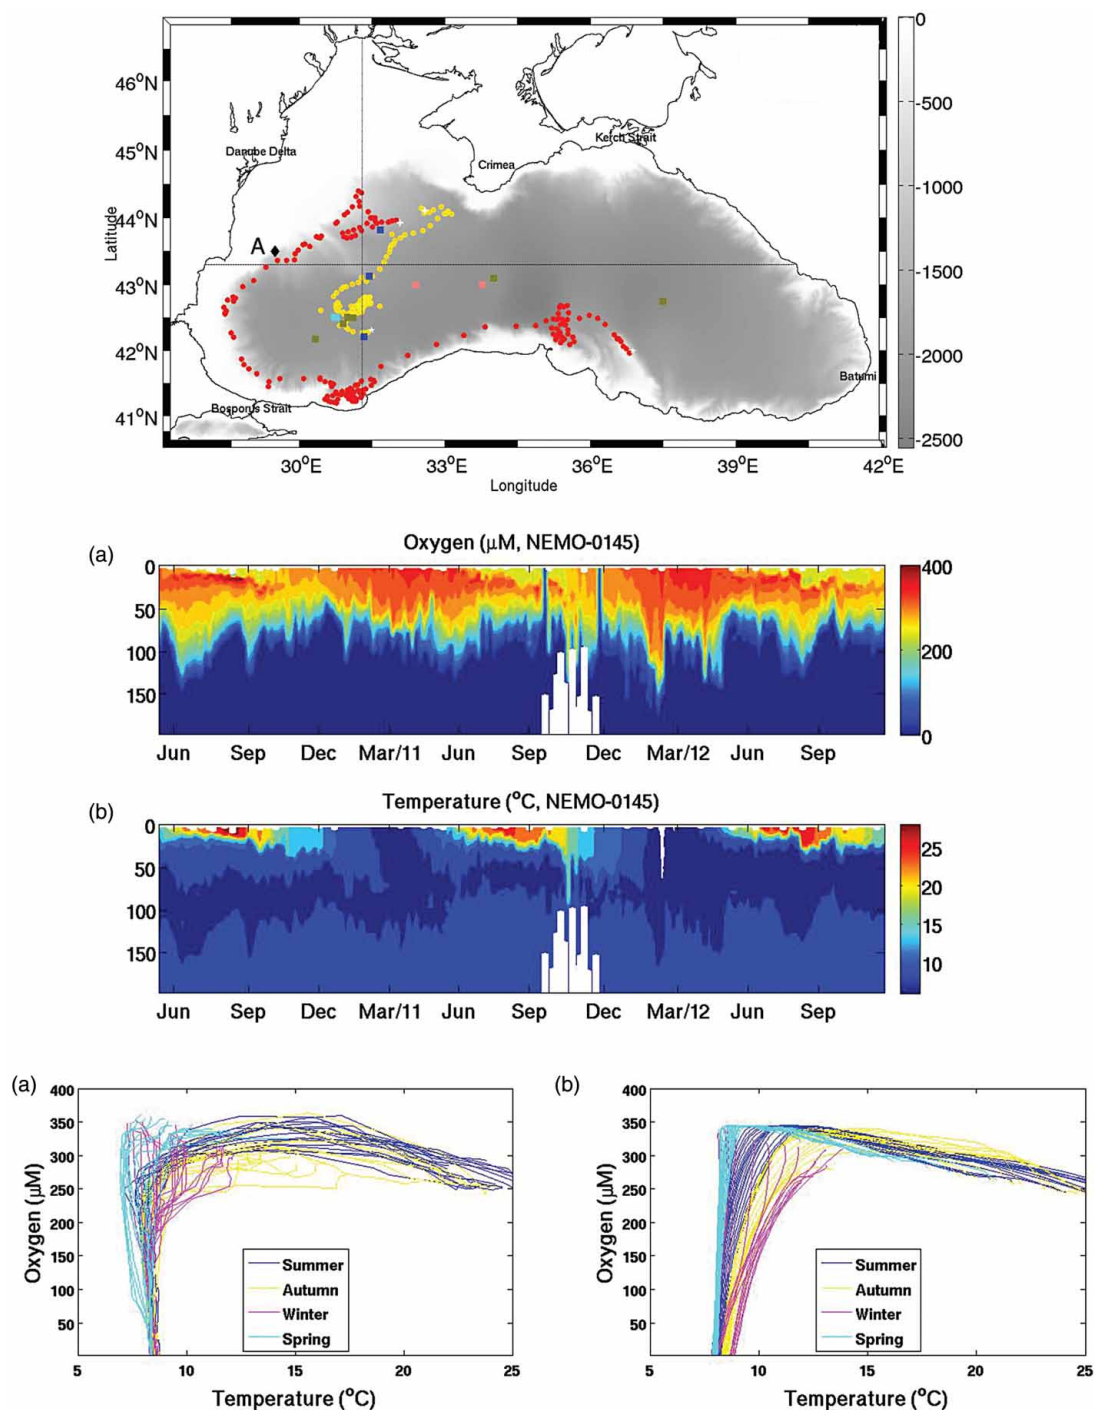 0
46°N
-500
45°N
Danube Delta
Kerch Strait
Crimea
-1000
44°N
Latitude
A
-1500
43°N
42°N
-2000
Batumi
Bosporus Strait
41°N
-2500
30°E 33°E 36°E 39°E 42°E
Longitude
(a)
Oxygen (μM, NEMO-0145)
0 400
50
100 200
150
0
Jun Sep Dec Mar/11 Jun Sep Dec Mar/12 Jun Sep
(b)
Temperature (°C, NEMO-0145)
0
25
50
20
100
15
150 10
Jun Sep Dec Mar/11 Jun Sep Dec Mar/12 Jun Sep
(a)
400
350
300
250
200
150
100
50
Oxygen (μM)
Summer
Autumn
Winter
Spring
5 10 15 20 25
Temperature (°C)
(b)
400
350
300
250
200
150
100
50
Oxygen (μM)
Summer
Autumn
Winter
Spring
5 10 15 20 25
Temperature (°C)